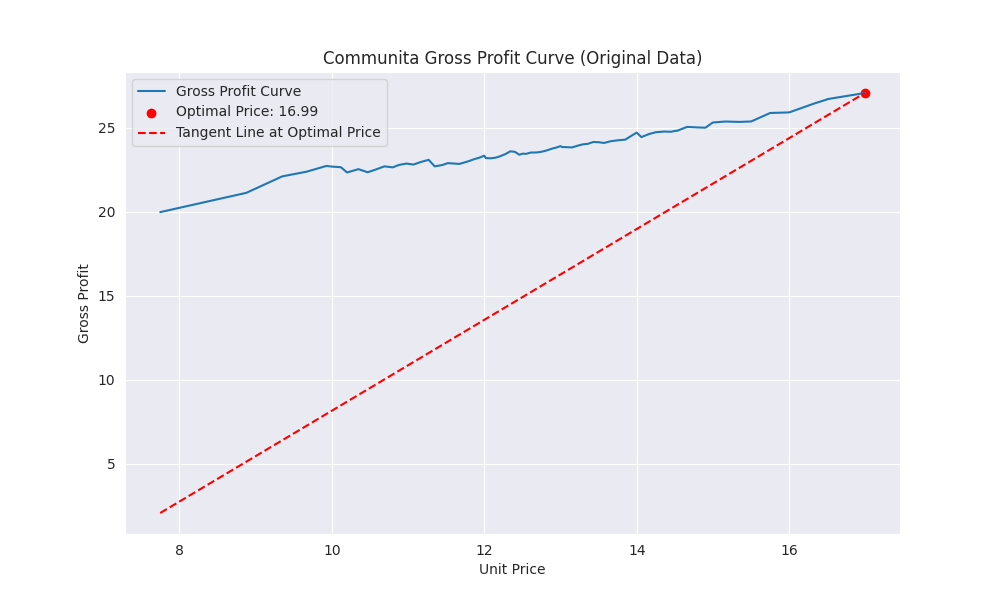 Communita Gross Profit Curve (Original Data)
Gross Profit Curve
Optimal Price: 16.99
Tangent Line at Optimal Price
Gross Profit
25
20
15
10
5
8
10
12
14
16
Unit Price